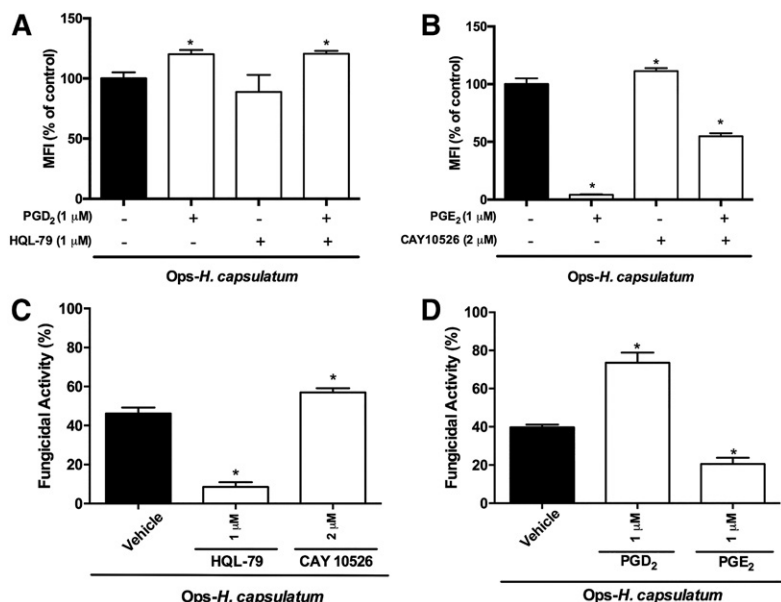 A
MFI (% of control)
150
100
50
0
*
*
PGD₂ (1 μM) - + - +
HQL-79 (1 μM) - - + +
Ops-H. capsulatum
B
MFI (% of control)
150
100
50
0
*
*
*
PGE₂ (1 μM) - + - +
CAY10526 (2 μM) - - + +
Ops-H. capsulatum
C
Fungicidal Activity (%)
100
80
60
40
20
0
*
*
Vehicle
1 μM
2 μM
HQL-79
CAY 10526
Ops-H. capsulatum
D
Fungicidal Activity (%)
100
80
60
40
20
0
*
*
Vehicle
1 μM
1 μM
PGD₂
PGE₂
Ops-H. capsulatum